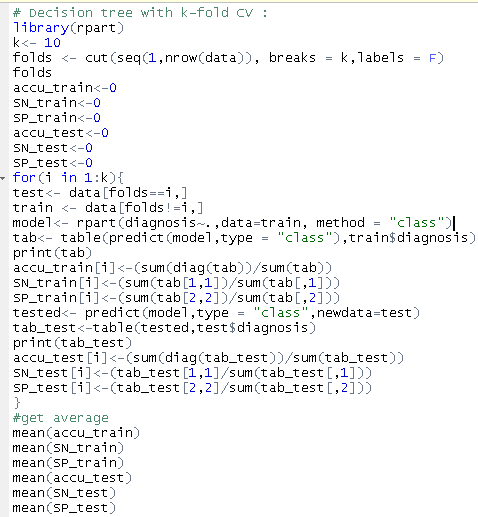 # Decision tree with k-fold CV :
library(rpart)
k<- 10
folds <- cut(seq(1,nrow(data)), breaks = k,labels = F)
folds
accu_train<-0
SN_train<-0
SP_train<-0
accu_test<-0
SN_test<-0
SP_test<-0
for(i in 1:k){
test<- data[folds==i,]
train <- data[folds!=i,]
model<- rpart(diagnosis~.,data=train, method = "class")
tab<- table(predict(model,type = "class"),train$diagnosis)
print(tab)
accu_train[i]<-(sum(diag(tab))/sum(tab))
SN_train[i]<-(sum(tab[1,1])/sum(tab[,1]))
SP_train[i]<-(sum(tab[2,2])/sum(tab[,2]))
tested<- predict(model,type = "class",newdata=test)
tab_test<-table(tested,test$diagnosis)
print(tab_test)
accu_test[i]<-(sum(diag(tab_test))/sum(tab_test))
SN_test[i]<-(tab_test[1,1]/sum(tab_test[,1]))
SP_test[i]<-(tab_test[2,2]/sum(tab_test[,2]))
}
#get average
mean(accu_train)
mean(SN_train)
mean(SP_train)
mean(accu_test)
mean(SN_test)
mean(SP_test)